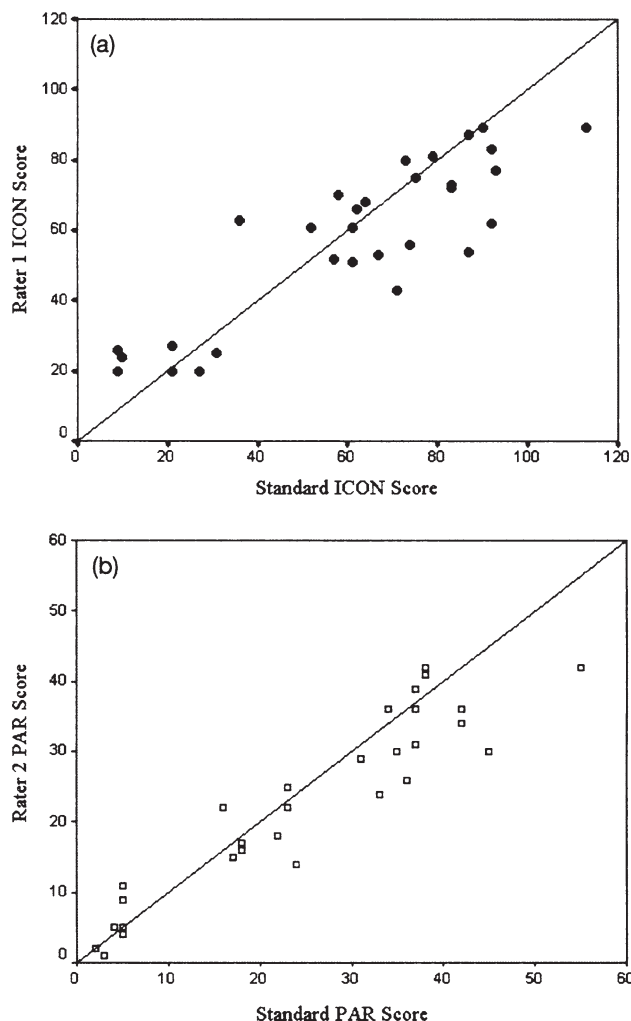 (a)
120
100
80
60
40
20
0
Rater 1 ICON Score
0 20 40 60 80 100 120
Standard ICON Score
(b)
60
50
40
30
20
10
0
Rater 2 PAR Score
0 10 20 30 40 50 60
Standard PAR Score